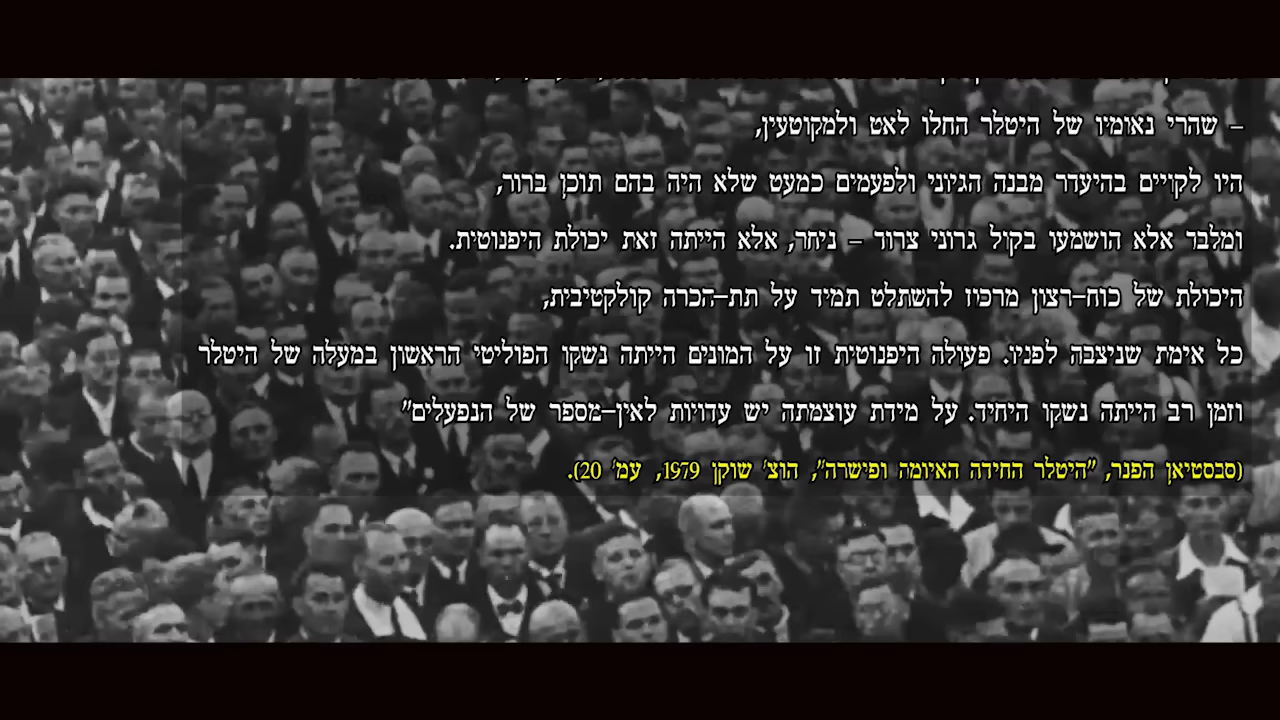 – שהרי נאומיו של היטלר החלו לאט ולמקוטעין,
היו לקויים בהיעדר מבנה הגיוני ולפעמים כמעט שלא היה בהם תוכן ברור,
ומלבד אלא הושמעו בקול גרוני צרוד – ניחר, אלא הייתה זאת יכולת היפנוטית.
היכולת של כוח–רצון מרכיז להשתלט תמיד על תת–הכרה קולקטיבית,
כל אימת שניצבה לפניו. פעולה היפנוטית זו על המונים הייתה נשקו הפוליטי הראשון במעלה של היטלר
וזמן רב הייתה נשקו היחיד. על מידת עוצמתה יש עדויות לאין–מספר של הנפעלים"
(סבסטיאן הפנר, "היטלר החידה האיומה ופישרה", הוצ' שוקן 1979, עמ' 20).